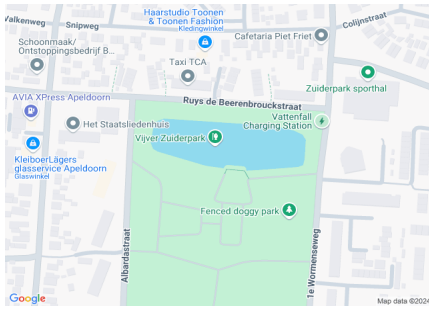 Valkenweg
Snipweg
Haarstudio Toonen
& Toonen Fashion
Kledingwinkel
Cafetaria Piet Friet
Colijnstraat
Schoonmaak/
Ontstoppingsbedrijf B...
Taxi TCA
Zuiderpark sporthal
AVIA XPress Apeldoorn
Ruys de Beerenbrouckstraat
Het Staatsliedenhuis
Vattenfall
Charging Station
Vijver Zuiderpark
KleiboerLägers
glasservice Apeldoorn
Glaswinkel
Fenced doggy park
Albardastraat
1e Wormenseweg
Google
Map data ©2024